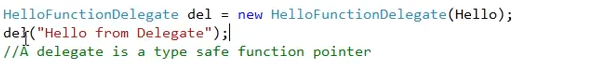 HelloFunctionDelegate del = new HelloFunctionDelegate(Hello);
del("Hello from Delegate");
//A delegate is a type safe function pointer